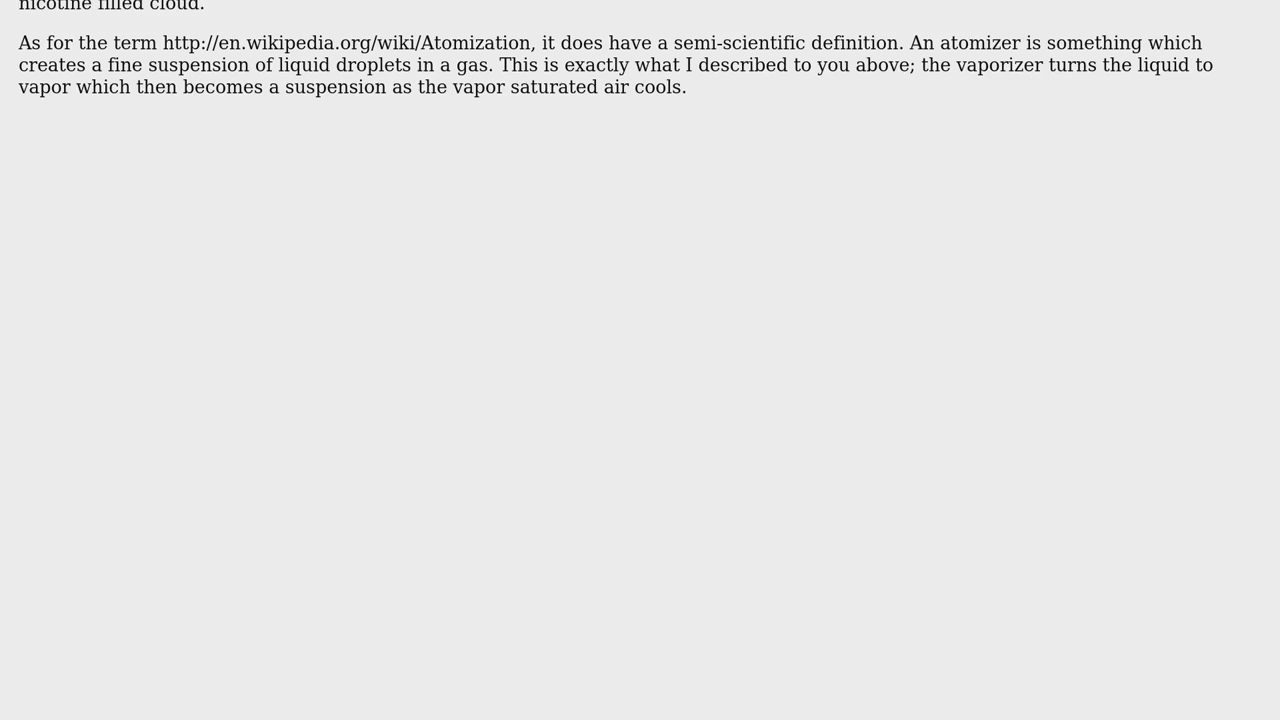 nicotine filled cloud.
As for the term http://en.wikipedia.org/wiki/Atomization, it does have a semi-scientific definition. An atomizer is something which
creates a fine suspension of liquid droplets in a gas. This is exactly what I described to you above; the vaporizer turns the liquid to
vapor which then becomes a suspension as the vapor saturated air cools.